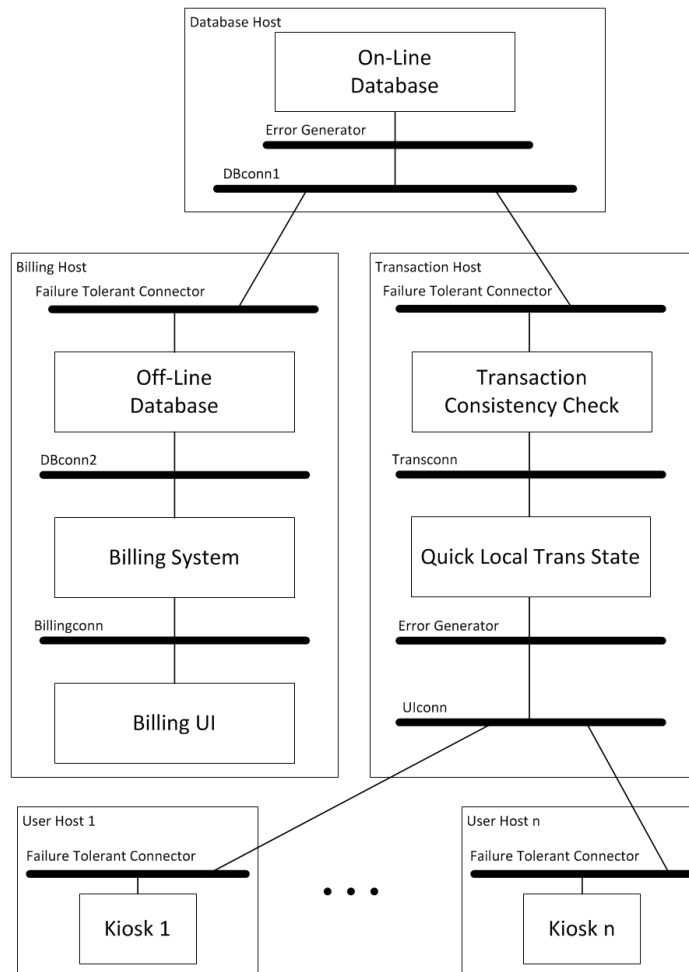 Database Host
On-Line
Database
Error Generator
DBconn1
Billing Host
Failure Tolerant Connector
Off-Line
Database
DBconn2
Billing System
Billingconn
Billing UI
Transaction Host
Failure Tolerant Connector
Transaction
Consistency Check
Transconn
Quick Local Trans State
Error Generator
UIconn
User Host 1
Failure Tolerant Connector
Kiosk 1
User Host n
Failure Tolerant Connector
Kiosk n